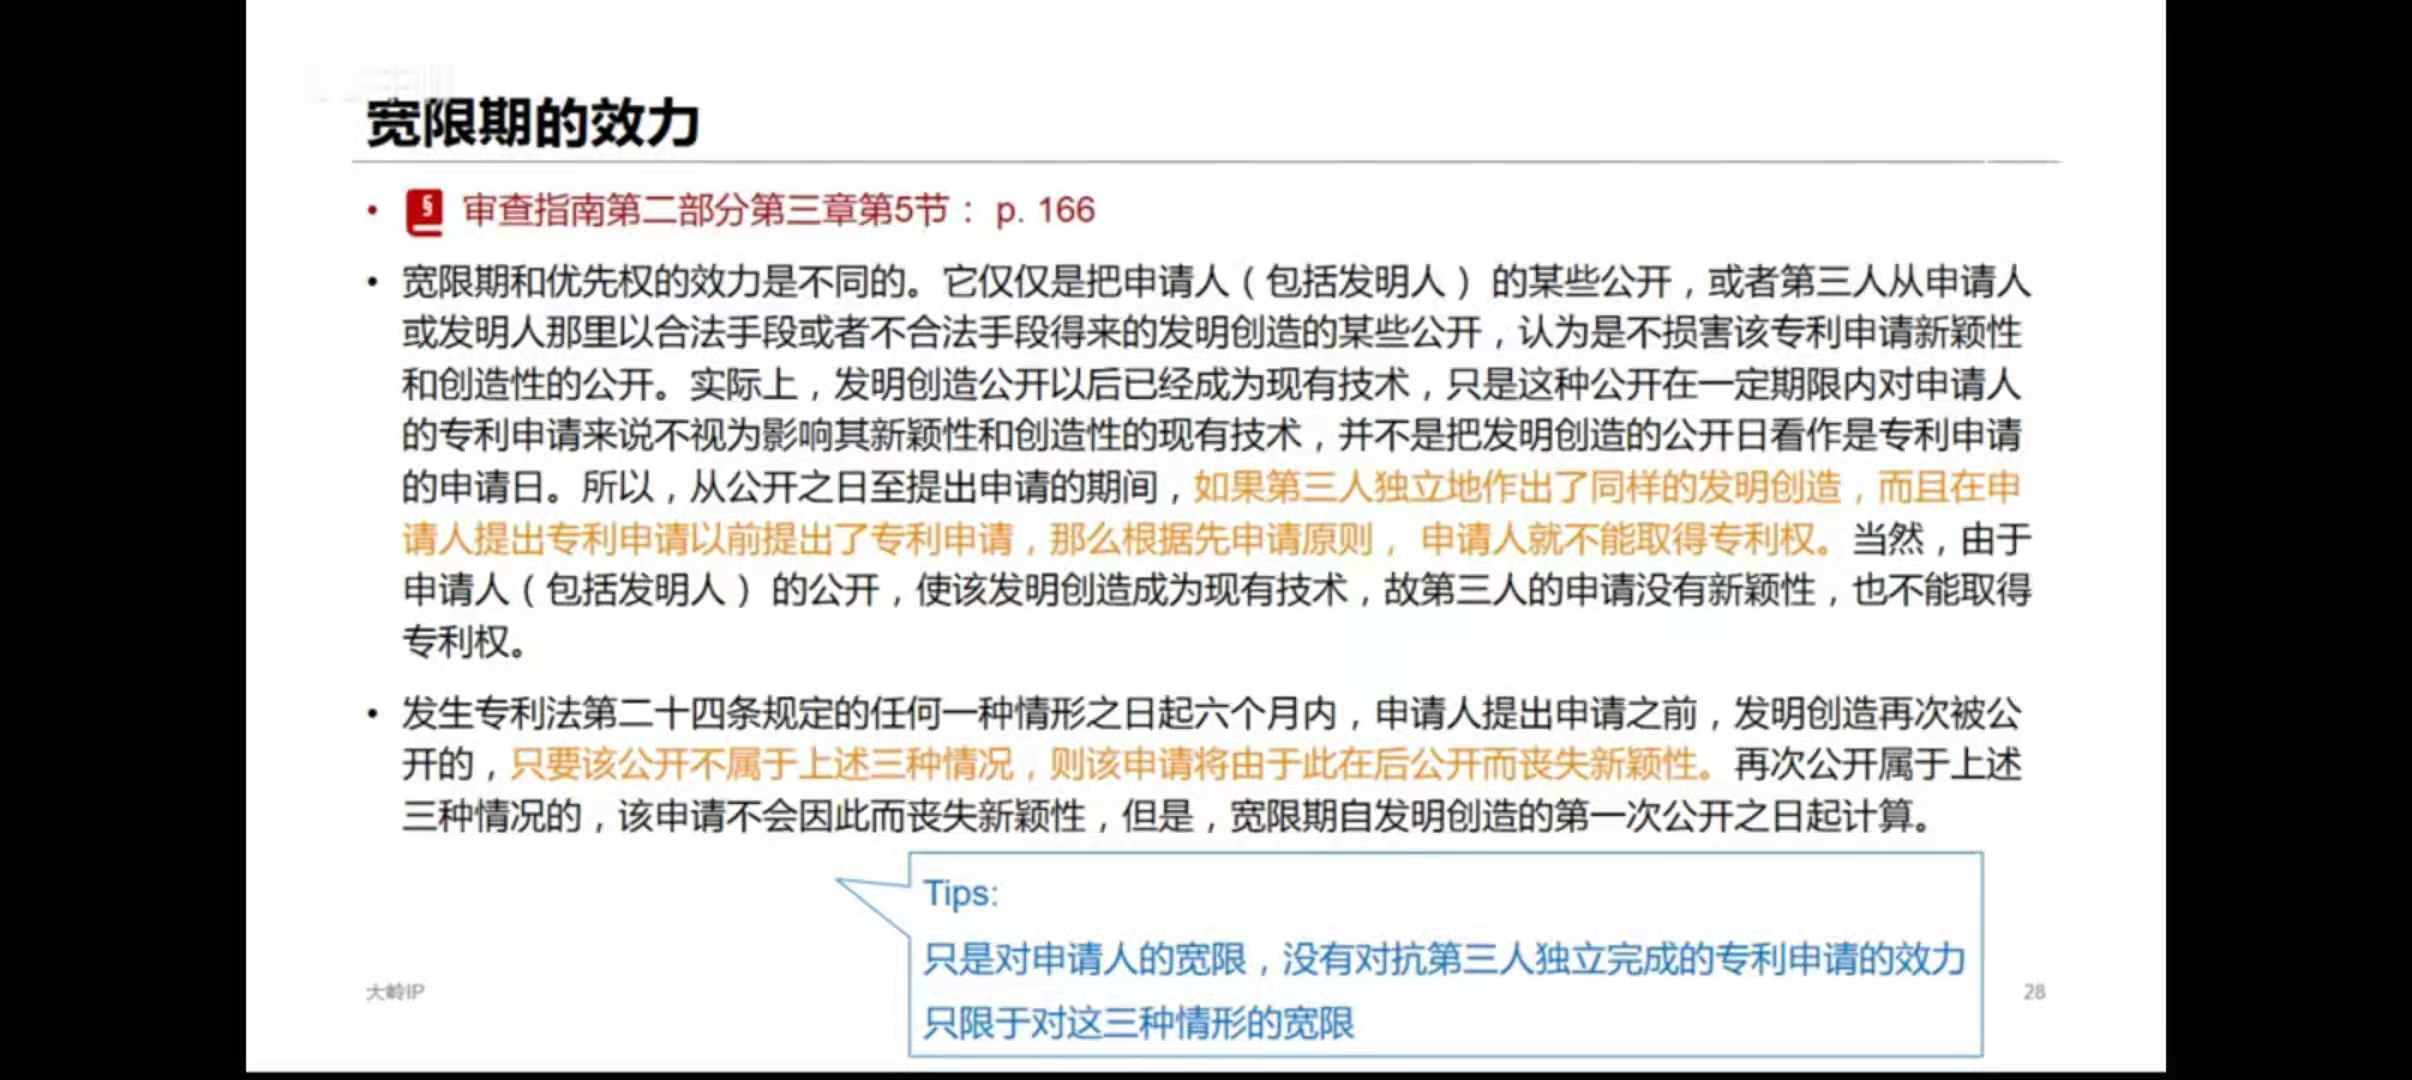 宽限期的效力
• § 审查指南第二部分第三章第5节： p. 166
• 宽限期和优先权的效力是不同的。它仅仅是把申请人（包括发明人）的某些公开，或者第三人从申请人
或发明人那里以合法手段或者不合法手段得来的发明创造的某些公开，认为是不损害该专利申请新颖性
和创造性的公开。实际上，发明创造公开以后已经成为现有技术，只是这种公开在一定期限内对申请人
的专利申请来说不视为影响其新颖性和创造性的现有技术，并不是把发明创造的公开日看作是专利申请
的申请日。所以，从公开之日至提出申请的期间，如果第三人独立地作出了同样的发明创造，而且在申
请人提出专利申请以前提出了专利申请，那么根据先申请原则， 申请人就不能取得专利权。当然，由于
申请人（包括发明人）的公开，使该发明创造成为现有技术，故第三人的申请没有新颖性，也不能取得
专利权。
• 发生专利法第二十四条规定的任何一种情形之日起六个月内，申请人提出申请之前，发明创造再次被公
开的，只要该公开不属于上述三种情况，则该申请将由于此在后公开而丧失新颖性。再次公开属于上述
三种情况的，该申请不会因此而丧失新颖性，但是，宽限期自发明创造的第一次公开之日起计算。
Tips:
只是对申请人的宽限，没有对抗第三人独立完成的专利申请的效力
只限于对这三种情形的宽限
大岭IP
28